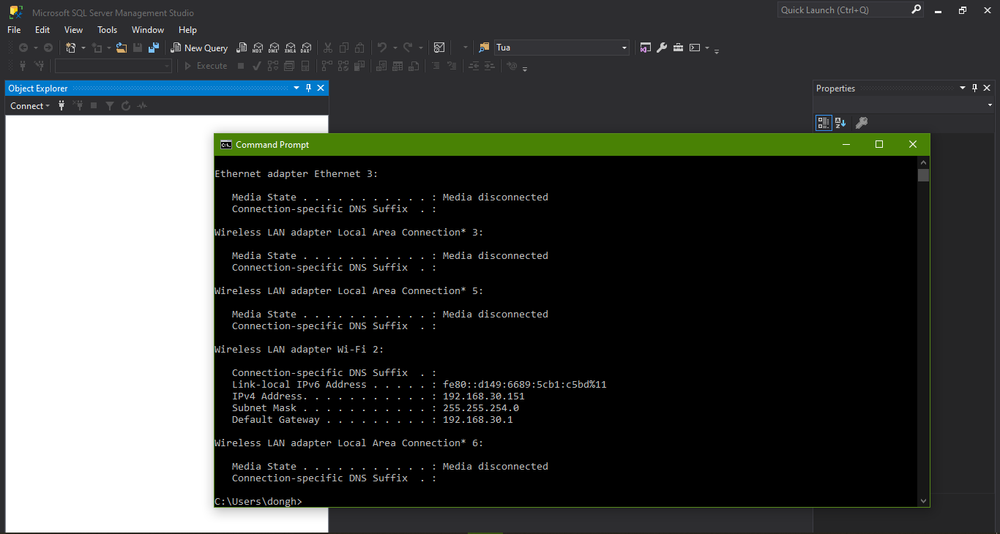 Microsoft SQL Server Management Studio
Quick Launch (Ctrl+Q)
File Edit View Tools Window Help
New Query MDX DMX XMLA DAX Tua
Execute
Object Explorer
Connect
Properties
Command Prompt
Ethernet adapter Ethernet 3:
Media State . . . . . . . . . . . : Media disconnected
Connection-specific DNS Suffix  . :
Wireless LAN adapter Local Area Connection* 3:
Media State . . . . . . . . . . . : Media disconnected
Connection-specific DNS Suffix  . :
Wireless LAN adapter Local Area Connection* 5:
Media State . . . . . . . . . . . : Media disconnected
Connection-specific DNS Suffix  . :
Wireless LAN adapter Wi-Fi 2:
Connection-specific DNS Suffix  . :
Link-local IPv6 Address . . . . . : fe80::d149:6689:5cb1:c5bd%11
IPv4 Address. . . . . . . . . . . : 192.168.30.151
Subnet Mask . . . . . . . . . . . : 255.255.254.0
Default Gateway . . . . . . . . . : 192.168.30.1
Wireless LAN adapter Local Area Connection* 6:
Media State . . . . . . . . . . . : Media disconnected
Connection-specific DNS Suffix  . :
C:\Users\dongh>